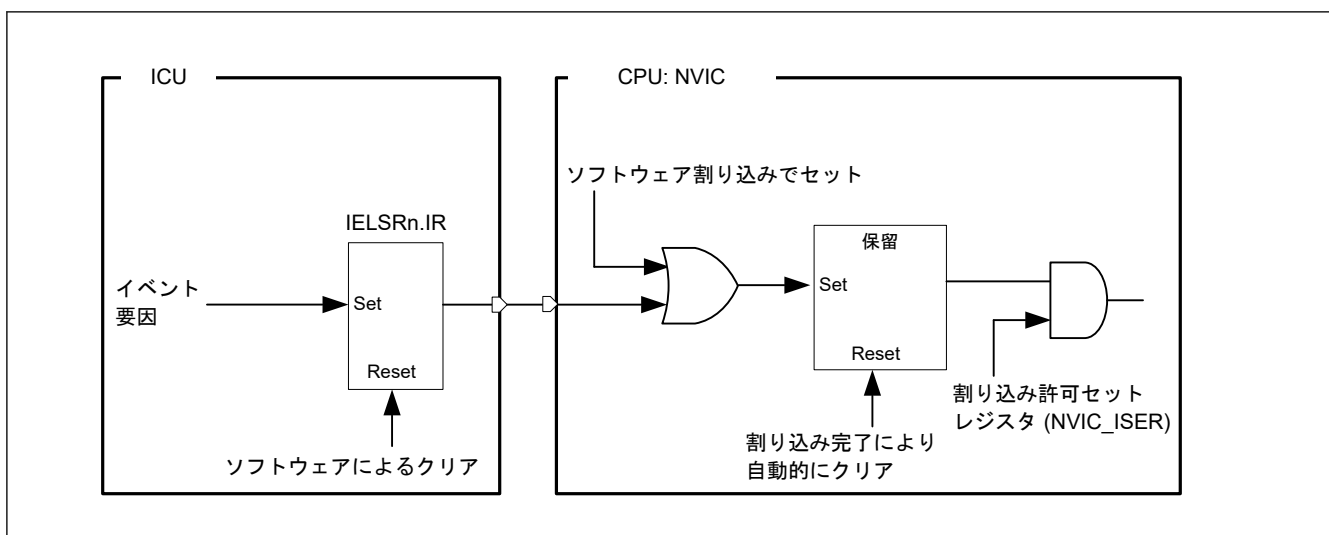 ICU
CPU: NVIC
ソフトウェア割り込みでセット
IELSRn.IR
保留
イベント
要因
Set
Set
Reset
Reset
ソフトウェアによるクリア
割り込み完了により
自動的にクリア
割り込み許可セット
レジスタ (NVIC_ISER)